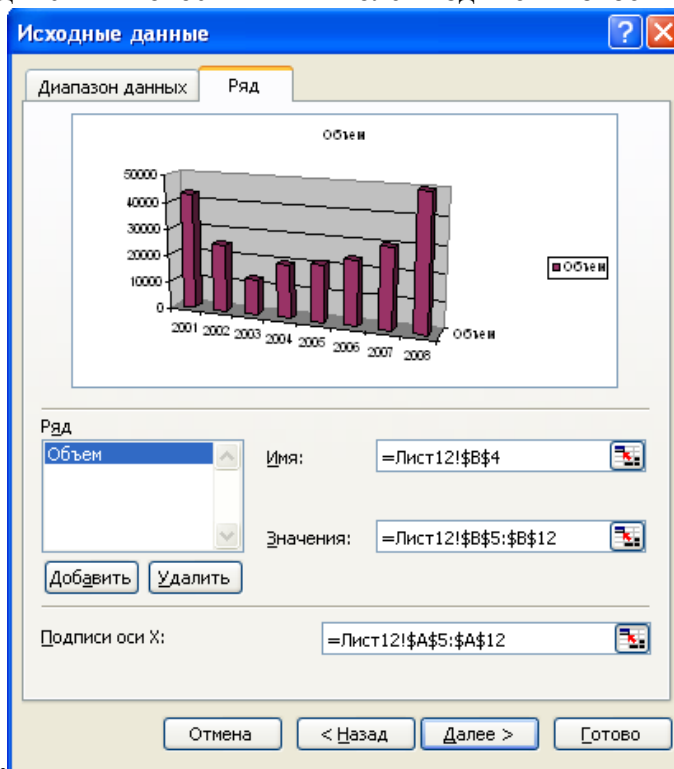 Исходные данные
Диапазон данных Ряд
Объем
50000
40000
30000
20000
10000
0
2001 2002 2003 2004 2005 2006 2007 2008
Объем
Объем
Ряд
Объем
Имя: =Лист12!$B$4
Значения: =Лист12!$B$5:$B$12
Добавить Удалить
Подписи оси X: =Лист12!$A$5:$A$12
Отмена < Назад Далее > Готово